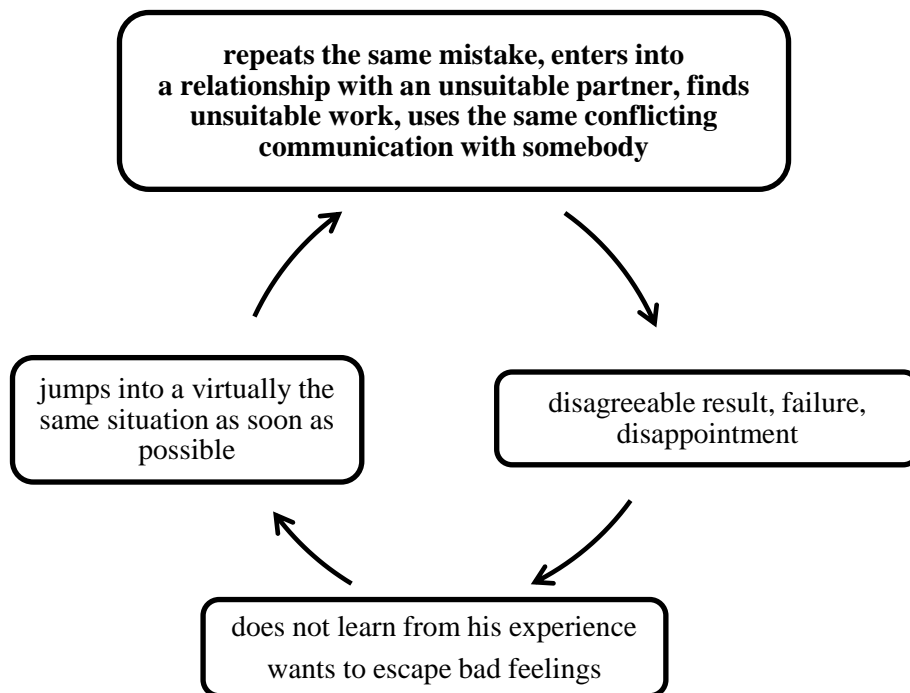 repeats the same mistake, enters into
a relationship with an unsuitable partner, finds
unsuitable work, uses the same conflicting
communication with somebody
disagreeable result, failure,
disappointment
does not learn from his experience
wants to escape bad feelings
jumps into a virtually the
same situation as soon as
possible